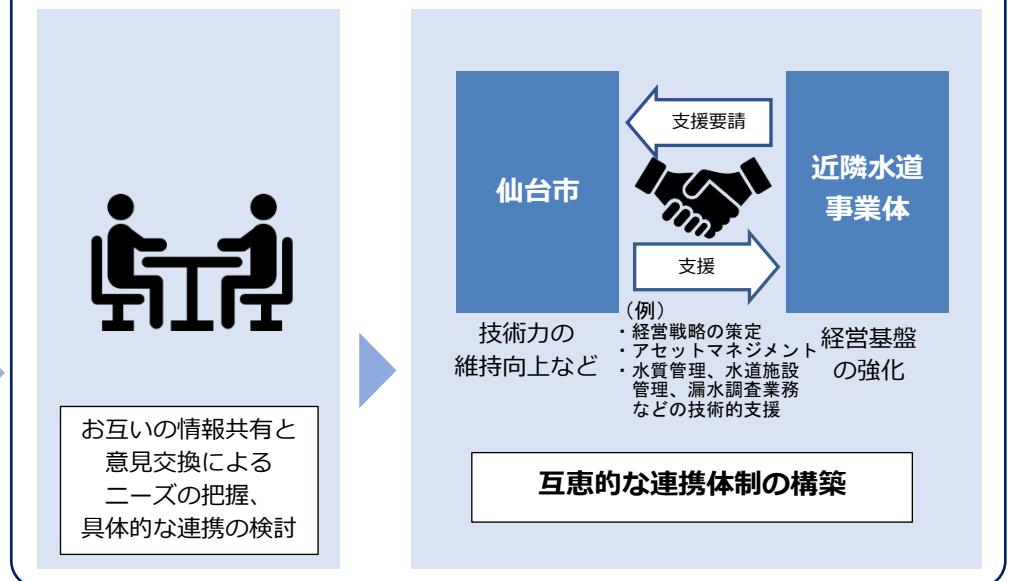 お互いの情報共有と
意見交換による
ニーズの把握、
具体的な連携の検討
仙台市
支援要請
支援
近隣水道
事業体
技術力の
維持向上など
（例）
・経営戦略の策定
・アセットマネジメント
・水質管理、水道施設
管理、漏水調査業務
などの技術的支援
経営基盤
の強化
互恵的な連携体制の構築